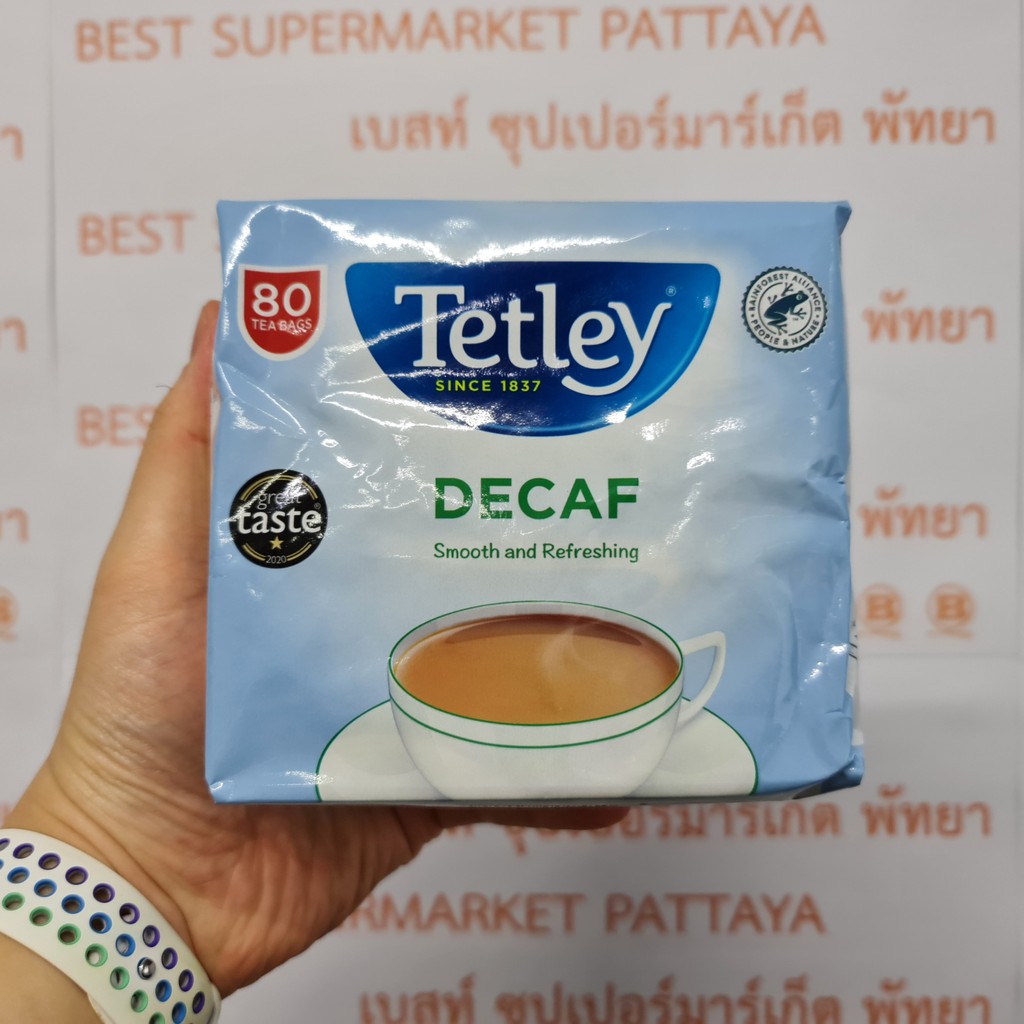 BEST SUPERMARKET PATTAYA
เบสท์ ซุปเปอร์มาร์เก็ต พัทยา
BEST
พัทยา
80
TEA BAGS
Tetley®
SINCE 1837
RAINFOREST ALLIANCE
PEOPLE & NATURE
BES
DECAF
Smooth and Refreshing
great
taste®
2020
พัทยา
B B
ซุปเปอร์มาร์เก็ต พัทยา
SUPERMARKET PATTAYA
เบสท์ ซุปเปอร์มาร์เก็ต พัทยา